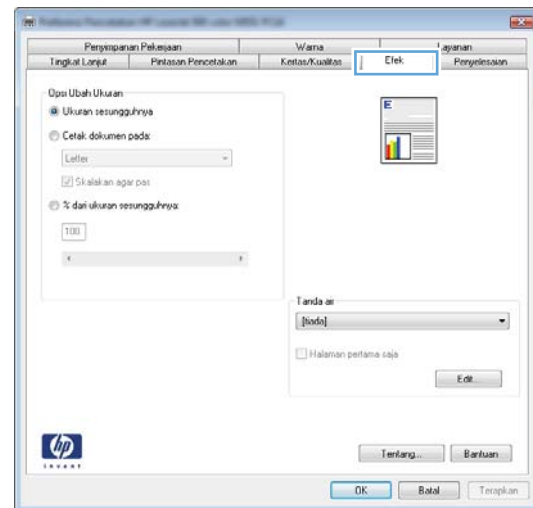 Penyimpanan Pekerjaan Warna Layanan
Tingkat Lanjut Pintasan Pencetakan Kertas/Kualitas Efek Penyelesaian
Opsi Ubah Ukuran
Ukuran sesungguhnya
Cetak dokumen pada:
Letter
Skalakan agar pas
% dari ukuran sesungguhnya:
100
E
Tanda air
[tiada]
Halaman pertama saja
Edit...
hp
invent
Tentang... Bantuan
OK Batal Terapkan